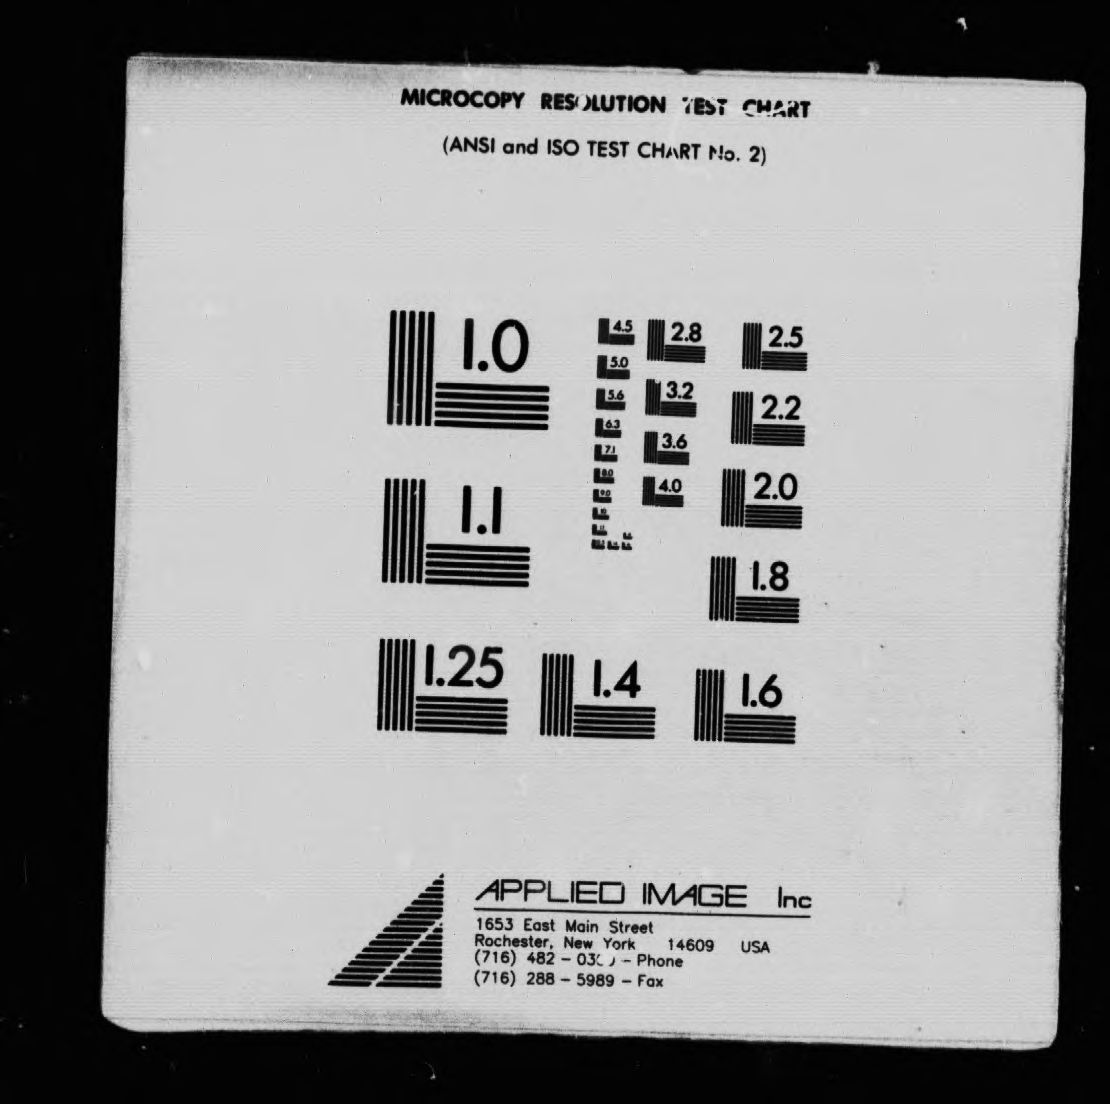 MICROCOPY RESOLUTION TEST CHART
(ANSI and ISO TEST CHART No. 2)
1.0
4.5 2.8 2.5
5.0
5.6 3.2 2.2
6.3
7.1 3.6
8.0
9.0 4.0 2.0
10
1.1
1.8
1.25 1.4 1.6
APPLIED IMAGE Inc
1653 East Main Street
Rochester, New York 14609 USA
(716) 482 - – Phone
(716) 288 - 5989 - Fax